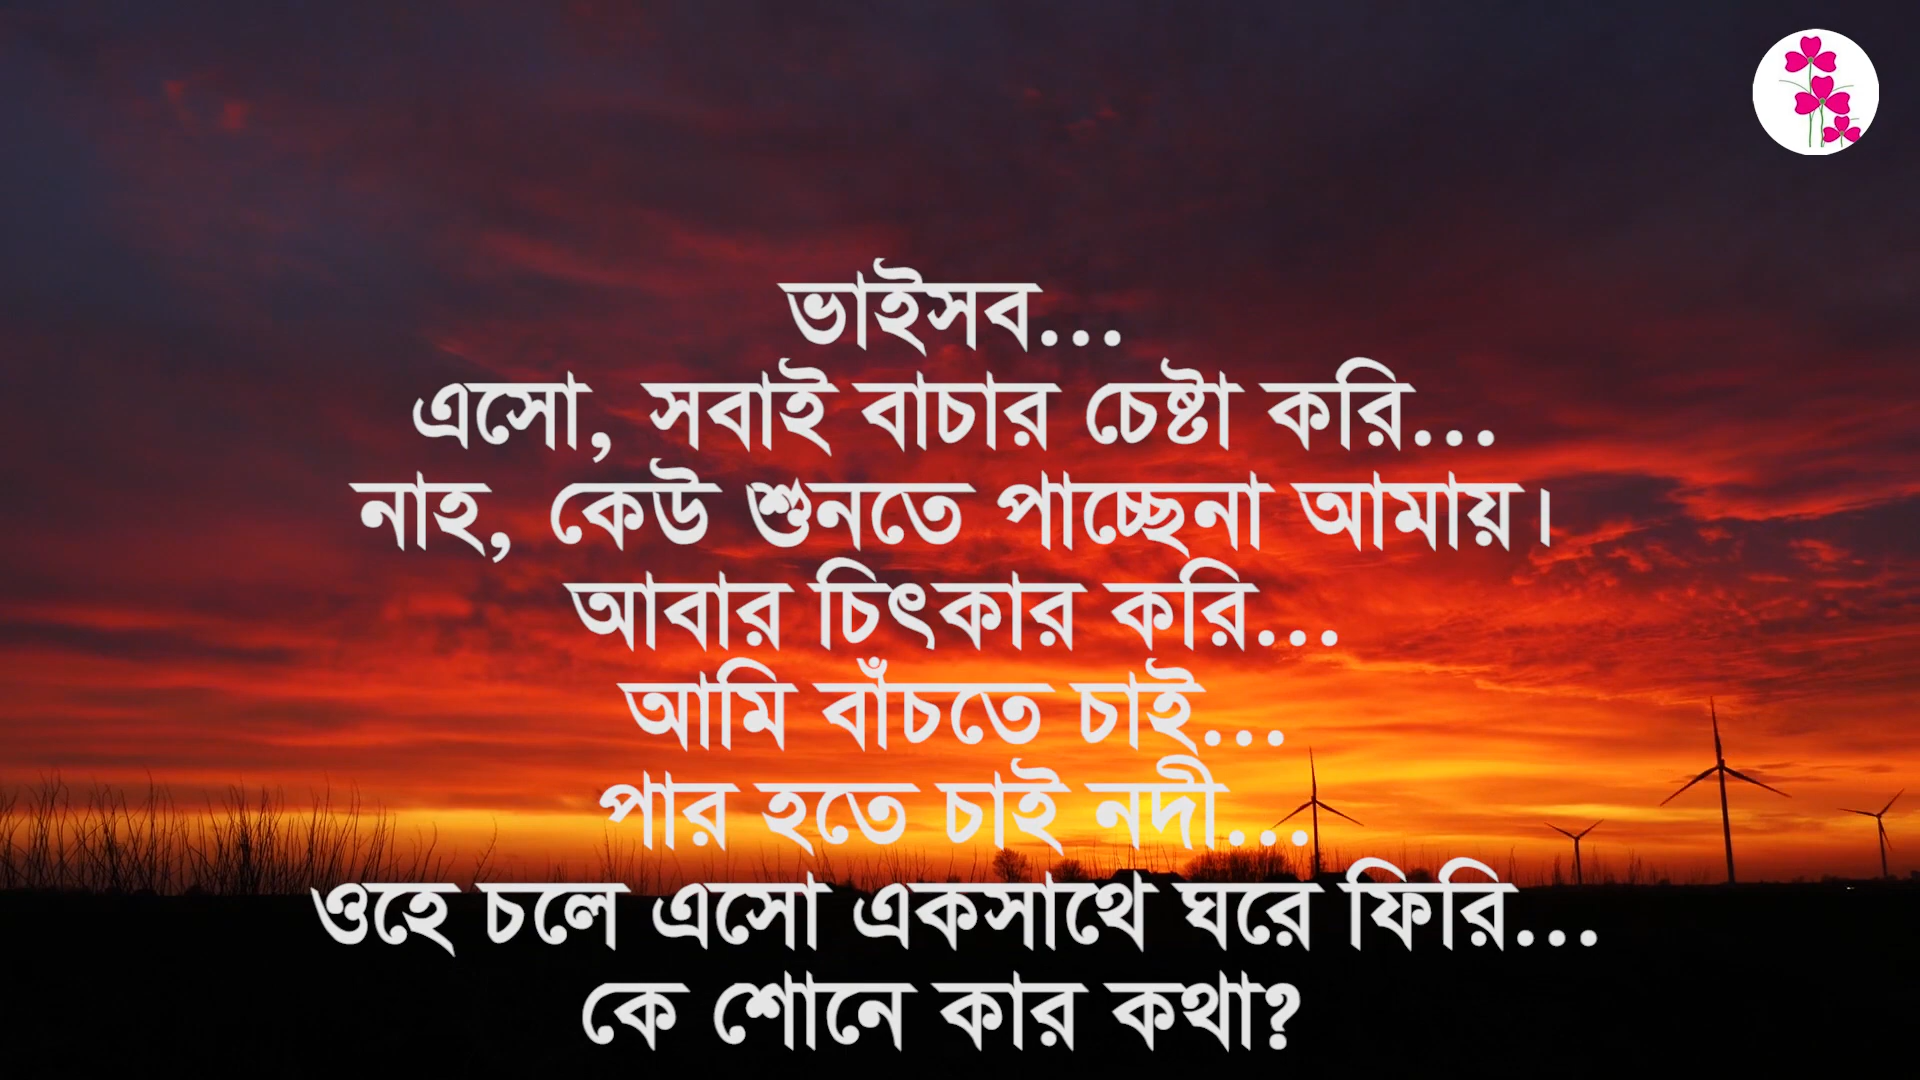 ভাইসব...
এসো, সবাই বাচার চেষ্টা করি...
নাহ, কেউ শুনতে পাচ্ছেনা আমায়।
আবার চিৎকার করি...
আমি বাঁচতে চাই...
পার হতে চাই নদী...
ওহে চলে এসো একসাথে ঘরে ফিরি...
কে শোনে কার কথা?